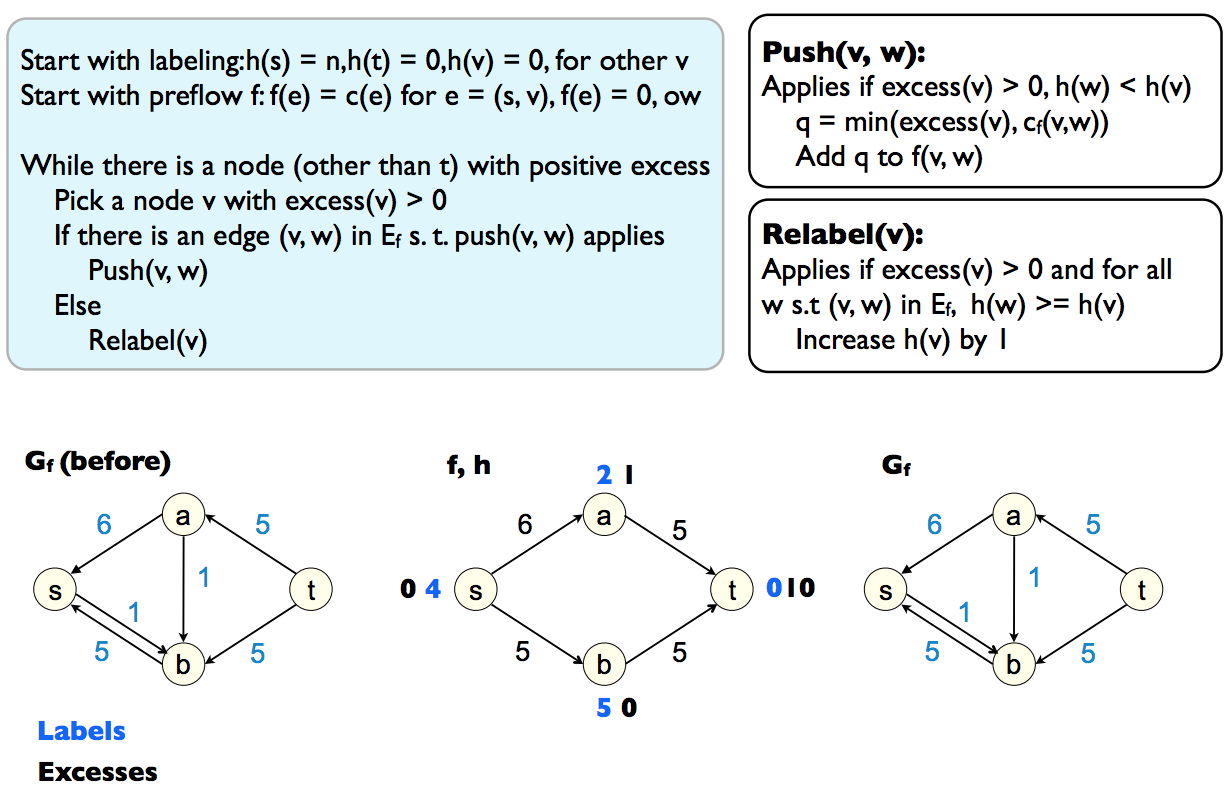 Start with labeling:h(s) = n,h(t) = 0,h(v) = 0, for other v
Start with preflow f: f(e) = c(e) for e = (s, v), f(e) = 0, ow
While there is a node (other than t) with positive excess
Pick a node v with excess(v) > 0
If there is an edge (v, w) in Ef s. t. push(v, w) applies
Push(v, w)
Else
Relabel(v)
Push(v, w):
Applies if excess(v) > 0, h(w) < h(v)
q = min(excess(v), cf(v,w))
Add q to f(v, w)
Relabel(v):
Applies if excess(v) > 0 and for all
w s.t (v, w) in Ef, h(w) >= h(v)
Increase h(v) by 1
Gf (before)
a
6
5
s
1
t
1
5
5
b
f, h
2 1
a
6
5
0 4
s
t
010
5
5
b
5 0
Gf
a
6
5
s
1
t
1
5
5
b
Labels
Excesses